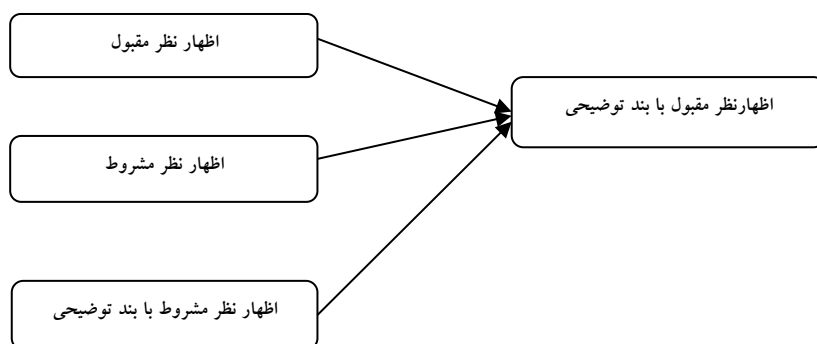 اظهار نظر مقبول
اظهارنظر مقبول با بند توضیحی
اظهار نظر مشروط
اظهار نظر مشروط با بند توضیحی